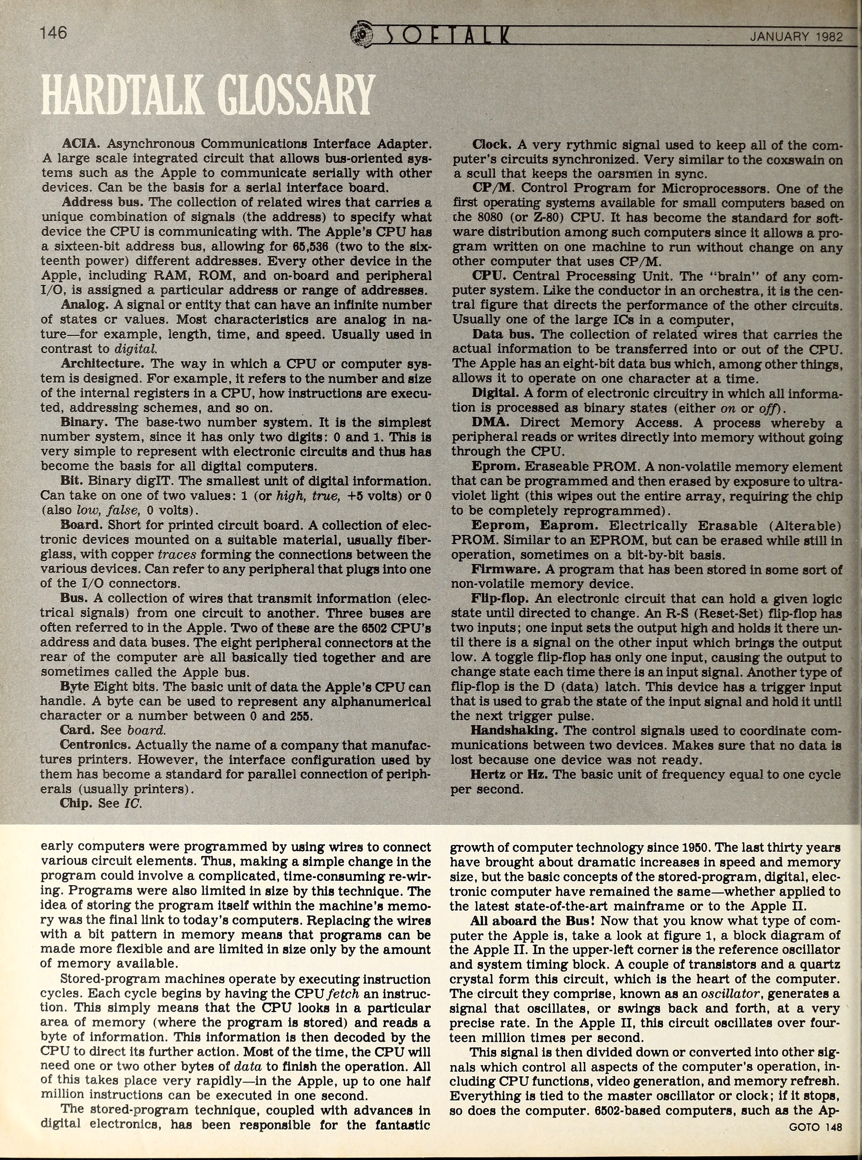 146
SOFTALK
JANUARY 1982
HARDTALK GLOSSARY
ACIA. Asynchronous Communications Interface Adapter.
A large scale integrated circuit that allows bus-oriented sys-
tems such as the Apple to communicate serially with other
devices. Can be the basis for a serial interface board.
Address bus. The collection of related wires that carries a
unique combination of signals (the address) to specify what
device the CPU is communicating with. The Apple's CPU has
a sixteen-bit address bus, allowing for 65,536 (two to the six-
teenth power) different addresses. Every other device in the
Apple, including RAM, ROM, and on-board and peripheral
I/O, is assigned a particular address or range of addresses.
Analog. A signal or entity that can have an infinite number
of states or values. Most characteristics are analog in na-
ture—for example, length, time, and speed. Usually used in
contrast to digital.
Architecture. The way in which a CPU or computer sys-
tem is designed. For example, it refers to the number and size
of the internal registers in a CPU, how instructions are execu-
ted, addressing schemes, and so on.
Binary. The base-two number system. It is the simplest
number system, since it has only two digits: 0 and 1. This is
very simple to represent with electronic circuits and thus has
become the basis for all digital computers.
Bit. Binary digIT. The smallest unit of digital information.
Can take on one of two values: 1 (or high, true, +5 volts) or 0
(also low, false, 0 volts).
Board. Short for printed circuit board. A collection of elec-
tronic devices mounted on a suitable material, usually fiber-
glass, with copper traces forming the connections between the
various devices. Can refer to any peripheral that plugs into one
of the I/O connectors.
Bus. A collection of wires that transmit information (elec-
trical signals) from one circuit to another. Three buses are
often referred to in the Apple. Two of these are the 6502 CPU's
address and data buses. The eight peripheral connectors at the
rear of the computer are all basically tied together and are
sometimes called the Apple bus.
Byte Eight bits. The basic unit of data the Apple's CPU can
handle. A byte can be used to represent any alphanumerical
character or a number between 0 and 255.
Card. See board.
Centronics. Actually the name of a company that manufac-
tures printers. However, the interface configuration used by
them has become a standard for parallel connection of periph-
erals (usually printers).
Chip. See IC.
Clock. A very rythmic signal used to keep all of the com-
puter's circuits synchronized. Very similar to the coxswain on
a scull that keeps the oarsmen in sync.
CP/M. Control Program for Microprocessors. One of the
first operating systems available for small computers based on
the 8080 (or Z-80) CPU. It has become the standard for soft-
ware distribution among such computers since it allows a pro-
gram written on one machine to run without change on any
other computer that uses CP/M.
CPU. Central Processing Unit. The "brain" of any com-
puter system. Like the conductor in an orchestra, it is the cen-
tral figure that directs the performance of the other circuits.
Usually one of the large ICs in a computer,
Data bus. The collection of related wires that carries the
actual information to be transferred into or out of the CPU.
The Apple has an eight-bit data bus which, among other things,
allows it to operate on one character at a time.
Digital. A form of electronic circuitry in which all informa-
tion is processed as binary states (either on or off).
DMA. Direct Memory Access. A process whereby a
peripheral reads or writes directly into memory without going
through the CPU.
Eprom. Eraseable PROM. A non-volatile memory element
that can be programmed and then erased by exposure to ultra-
violet light (this wipes out the entire array, requiring the chip
to be completely reprogrammed).
Eeprom, Eaprom. Electrically Erasable (Alterable)
PROM. Similar to an EPROM, but can be erased while still in
operation, sometimes on a bit-by-bit basis.
Firmware. A program that has been stored in some sort of
non-volatile memory device.
Flip-flop. An electronic circuit that can hold a given logic
state until directed to change. An R-S (Reset-Set) flip-flop has
two inputs; one input sets the output high and holds it there un-
til there is a signal on the other input which brings the output
low. A toggle flip-flop has only one input, causing the output to
change state each time there is an input signal. Another type of
flip-flop is the D (data) latch. This device has a trigger input
that is used to grab the state of the input signal and hold it until
the next trigger pulse.
Handshaking. The control signals used to coordinate com-
munications between two devices. Makes sure that no data is
lost because one device was not ready.
Hertz or Hz. The basic unit of frequency equal to one cycle
per second.
early computers were programmed by using wires to connect
various circuit elements. Thus, making a simple change in the
program could involve a complicated, time-consuming re-wir-
ing. Programs were also limited in size by this technique. The
idea of storing the program itself within the machine's memo-
ry was the final link to today's computers. Replacing the wires
with a bit pattern in memory means that programs can be
made more flexible and are limited in size only by the amount
of memory available.
Stored-program machines operate by executing instruction
cycles. Each cycle begins by having the CPU fetch an instruc-
tion. This simply means that the CPU looks in a particular
area of memory (where the program is stored) and reads a
byte of information. This information is then decoded by the
CPU to direct its further action. Most of the time, the CPU will
need one or two other bytes of data to finish the operation. All
of this takes place very rapidly—in the Apple, up to one half
million instructions can be executed in one second.
The stored-program technique, coupled with advances in
digital electronics, has been responsible for the fantastic
growth of computer technology since 1950. The last thirty years
have brought about dramatic increases in speed and memory
size, but the basic concepts of the stored-program, digital, elec-
tronic computer have remained the same—whether applied to
the latest state-of-the-art mainframe or to the Apple II.
All aboard the Bus! Now that you know what type of com-
puter the Apple is, take a look at figure 1, a block diagram of
the Apple II. In the upper-left corner is the reference oscillator
and system timing block. A couple of transistors and a quartz
crystal form this circuit, which is the heart of the computer.
The circuit they comprise, known as an oscillator, generates a
signal that oscillates, or swings back and forth, at a very
precise rate. In the Apple II, this circuit oscillates over four-
teen million times per second.
This signal is then divided down or converted into other sig-
nals which control all aspects of the computer's operation, in-
cluding CPU functions, video generation, and memory refresh.
Everything is tied to the master oscillator or clock; if it stops,
so does the computer. 6502-based computers, such as the Ap-
GOTO 148